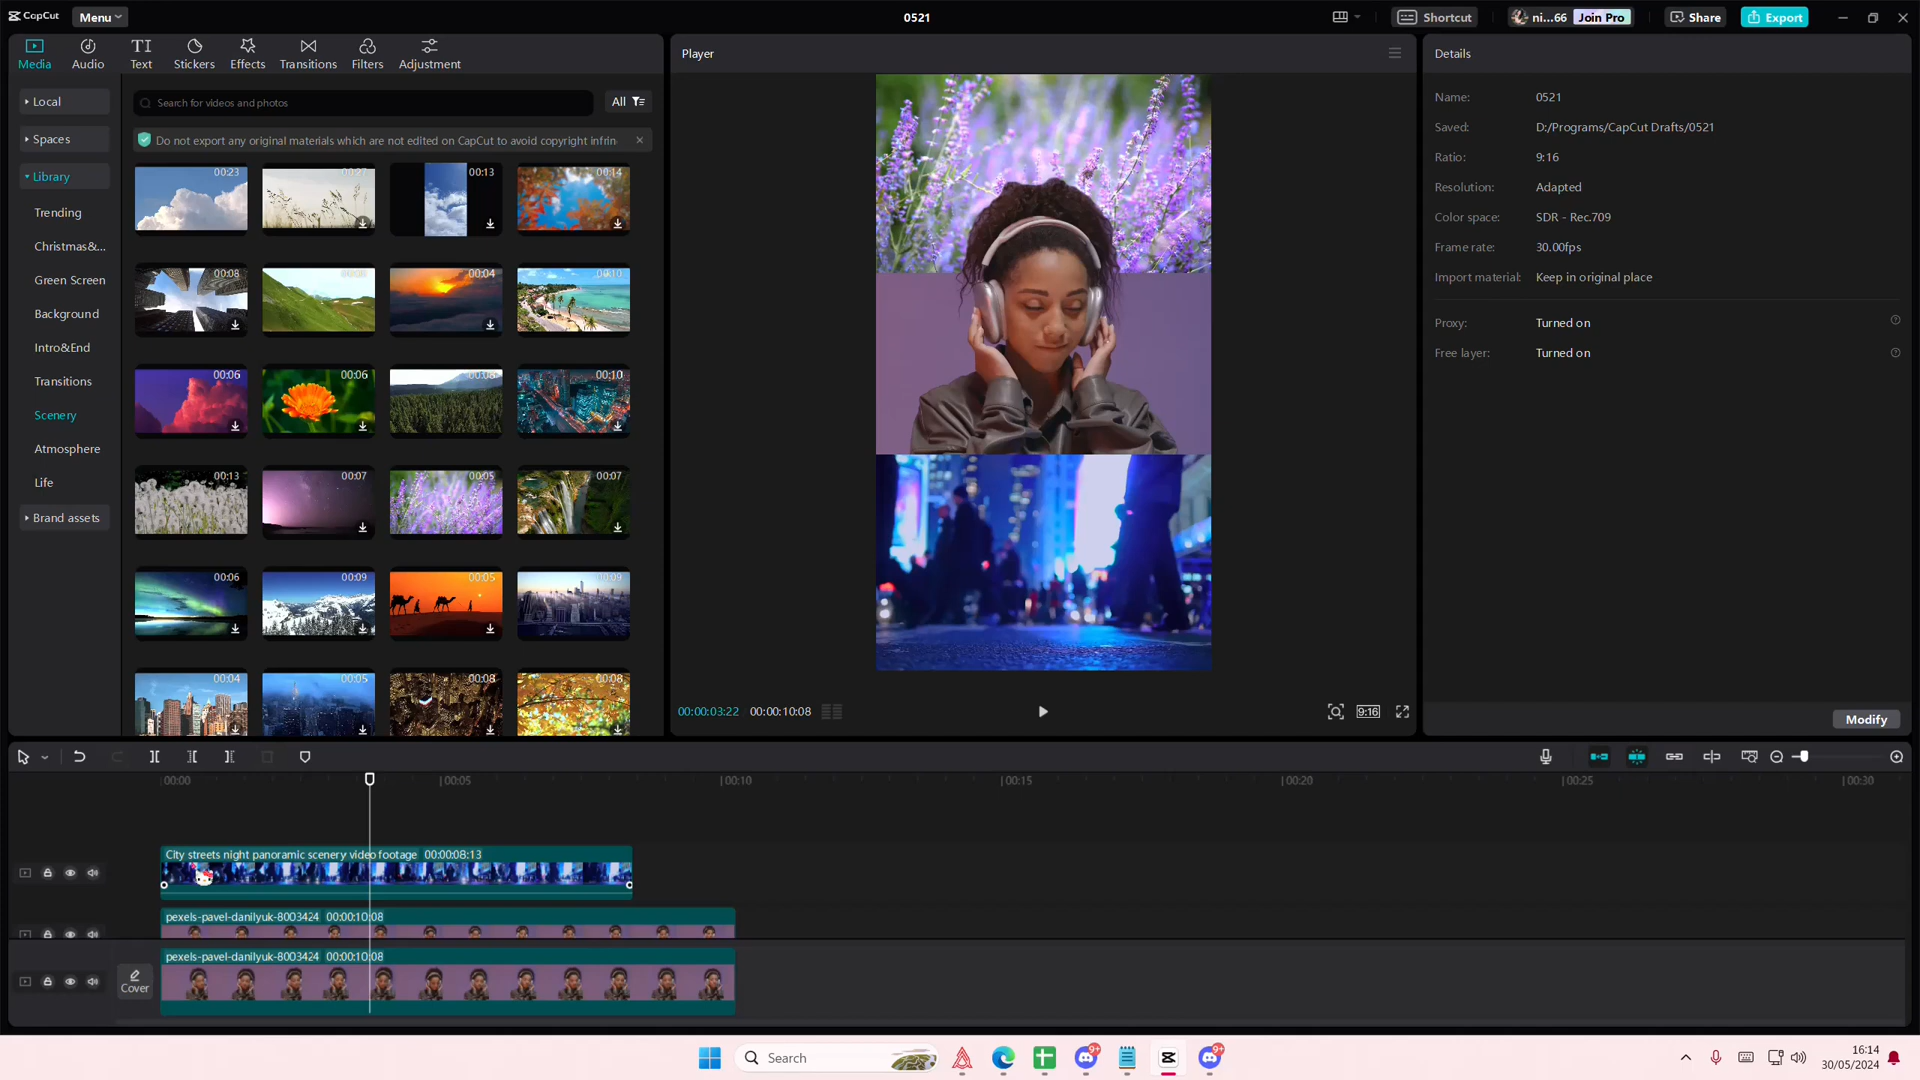 CapCut
Menu
0521
Shortcut
ni...66
Join Pro
Share
Export
Media
Audio
Text
Stickers
Effects
Transitions
Filters
Adjustment
Player
Details
Local
Spaces
Library
Trending
Christmas&...
Green Screen
Background
Intro&End
Transitions
Scenery
Atmosphere
Life
Brand assets
Search for videos and photos
All
Do not export any original materials which are not edited on CapCut to avoid copyright infrin
00:23
00:27
00:13
00:14
00:08
00:04
00:10
00:06
00:06
00:08
00:10
00:13
00:07
00:05
00:07
00:06
00:09
00:05
00:09
00:04
00:05
00:08
00:08
00:00:03:22
00:00:10:08
9:16
Name: 0521
Saved: D:/Programs/CapCut Drafts/0521
Ratio: 9:16
Resolution: Adapted
Color space: SDR - Rec.709
Frame rate: 30.00fps
Import material: Keep in original place
Proxy: Turned on
Free layer: Turned on
Modify
00:00
00:05
00:10
00:15
00:20
00:25
00:30
City streets night panoramic scenery video footage 00:00:08:13
pexels-pavel-danilyuk-8003424 00:00:10:08
pexels-pavel-danilyuk-8003424 00:00:10:08
Cover
Search
9+
9+
16:14
30/05/2024